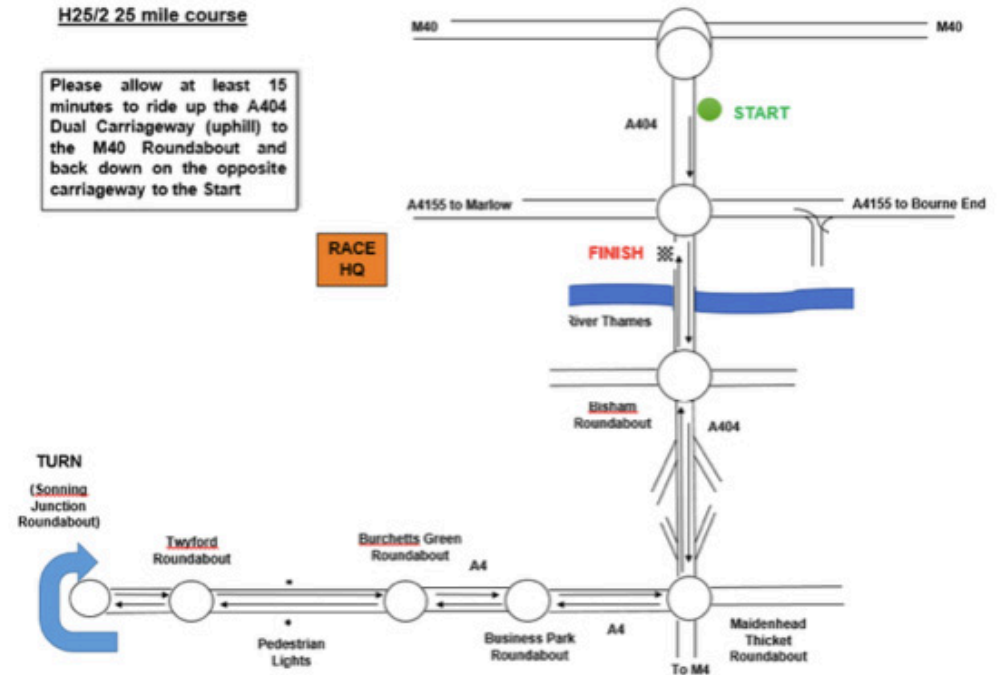 H25/2 25 mile course
M40
M40
Please allow at least 15
minutes to ride up the A404
Dual Carriageway (uphill) to
the M40 Roundabout and
back down on the opposite
carriageway to the Start
START
A404
A4155 to Marlow
A4155 to Bourne End
RACE
HQ
FINISH
River Thames
Bisham
Roundabout
A404
TURN
(Sonning
Junction
Roundabout)
Twyford
Roundabout
Burchetts Green
Roundabout
A4
Pedestrian
Lights
Business Park
Roundabout
A4
Maidenhead
Thicket
Roundabout
To M4